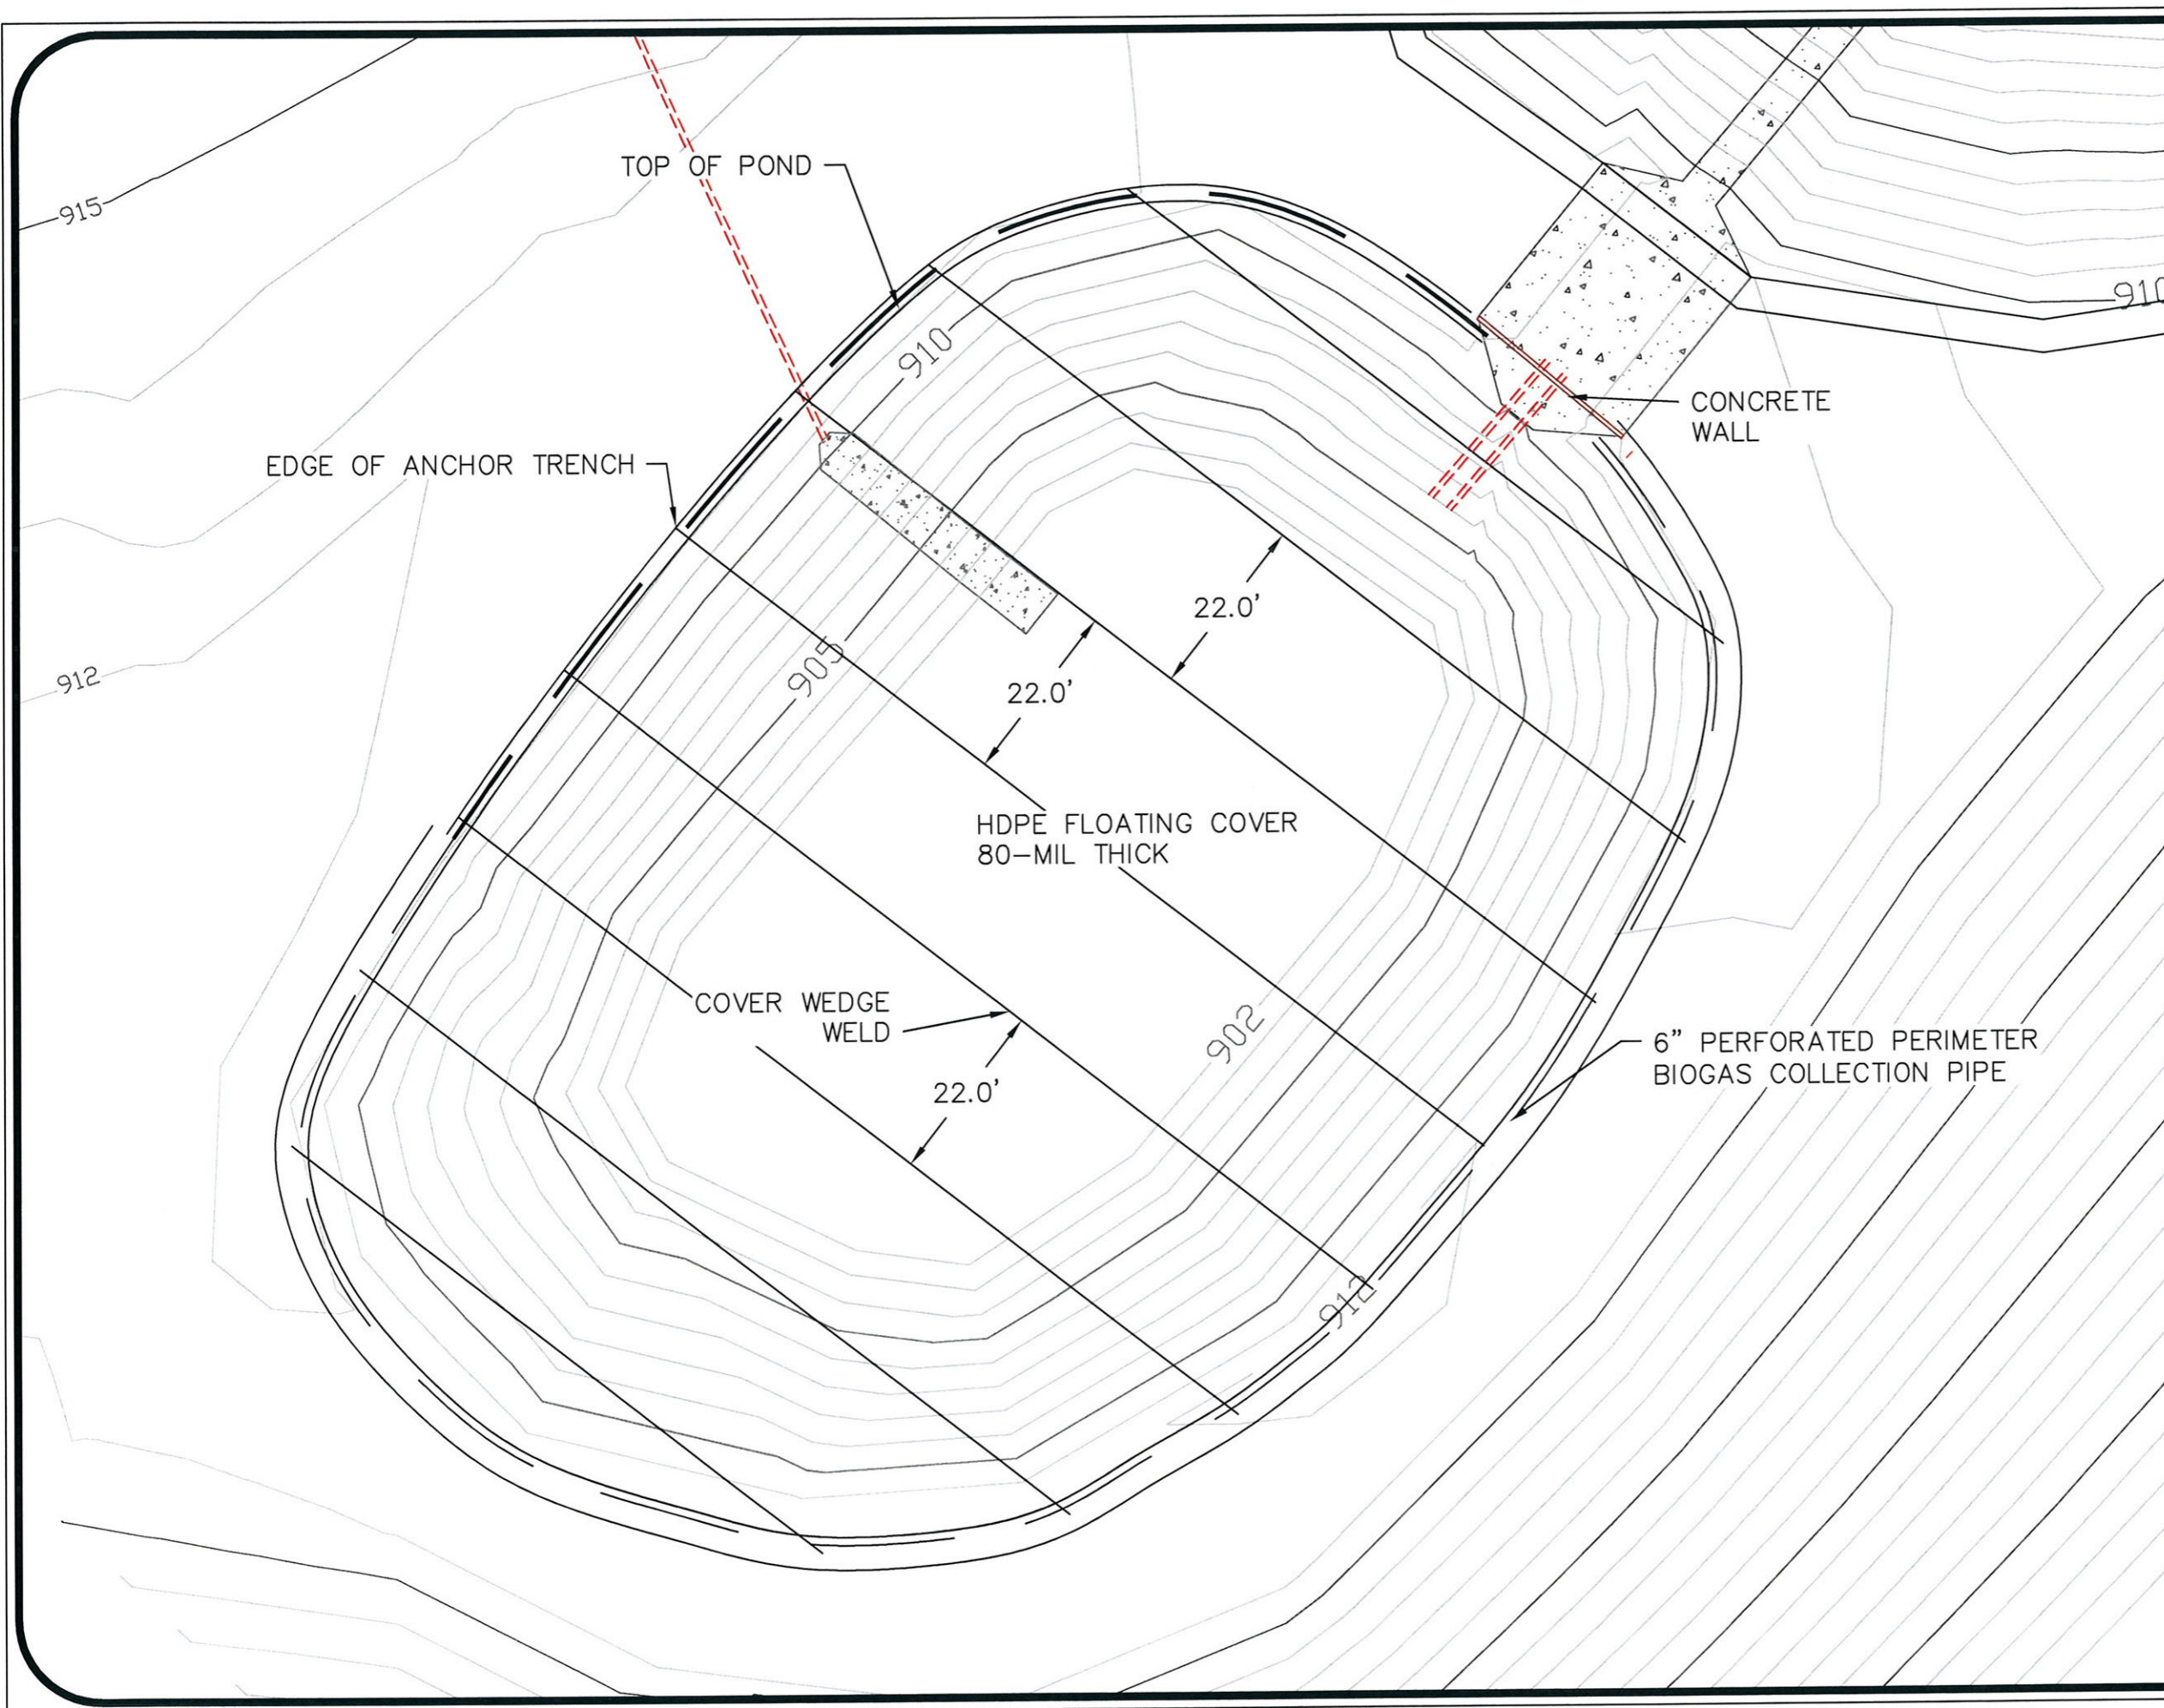 TOP OF POND
915
910
910
CONCRETE
WALL
EDGE OF ANCHOR TRENCH
22.0'
905
912
22.0'
HDPE FLOATING COVER
80-MIL THICK
COVER WEDGE
WELD
902
6" PERFORATED PERIMETER
BIOGAS COLLECTION PIPE
22.0'
912